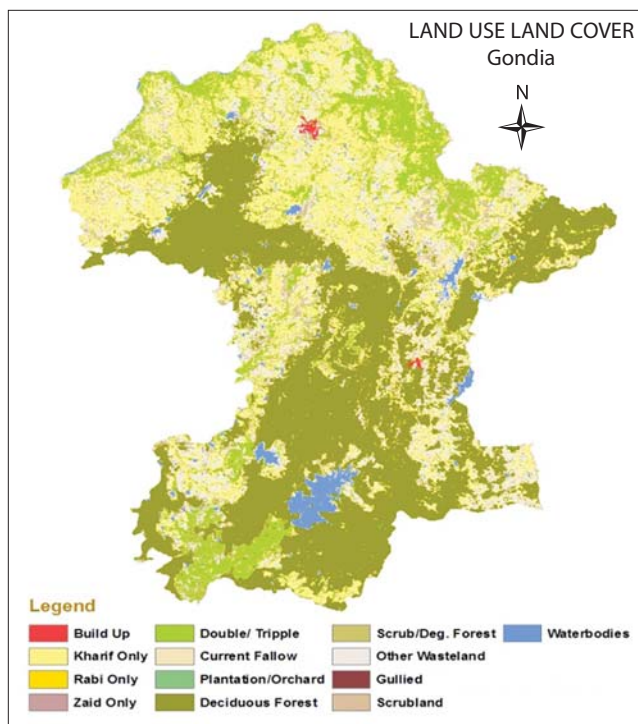 LAND USE LAND COVER
Gondia
N
Legend
Build Up
Kharif Only
Rabi Only
Zaid Only
Double/ Tripple
Current Fallow
Plantation/Orchard
Deciduous Forest
Scrub/Deg. Forest
Other Wasteland
Gullied
Scrubland
Waterbodies